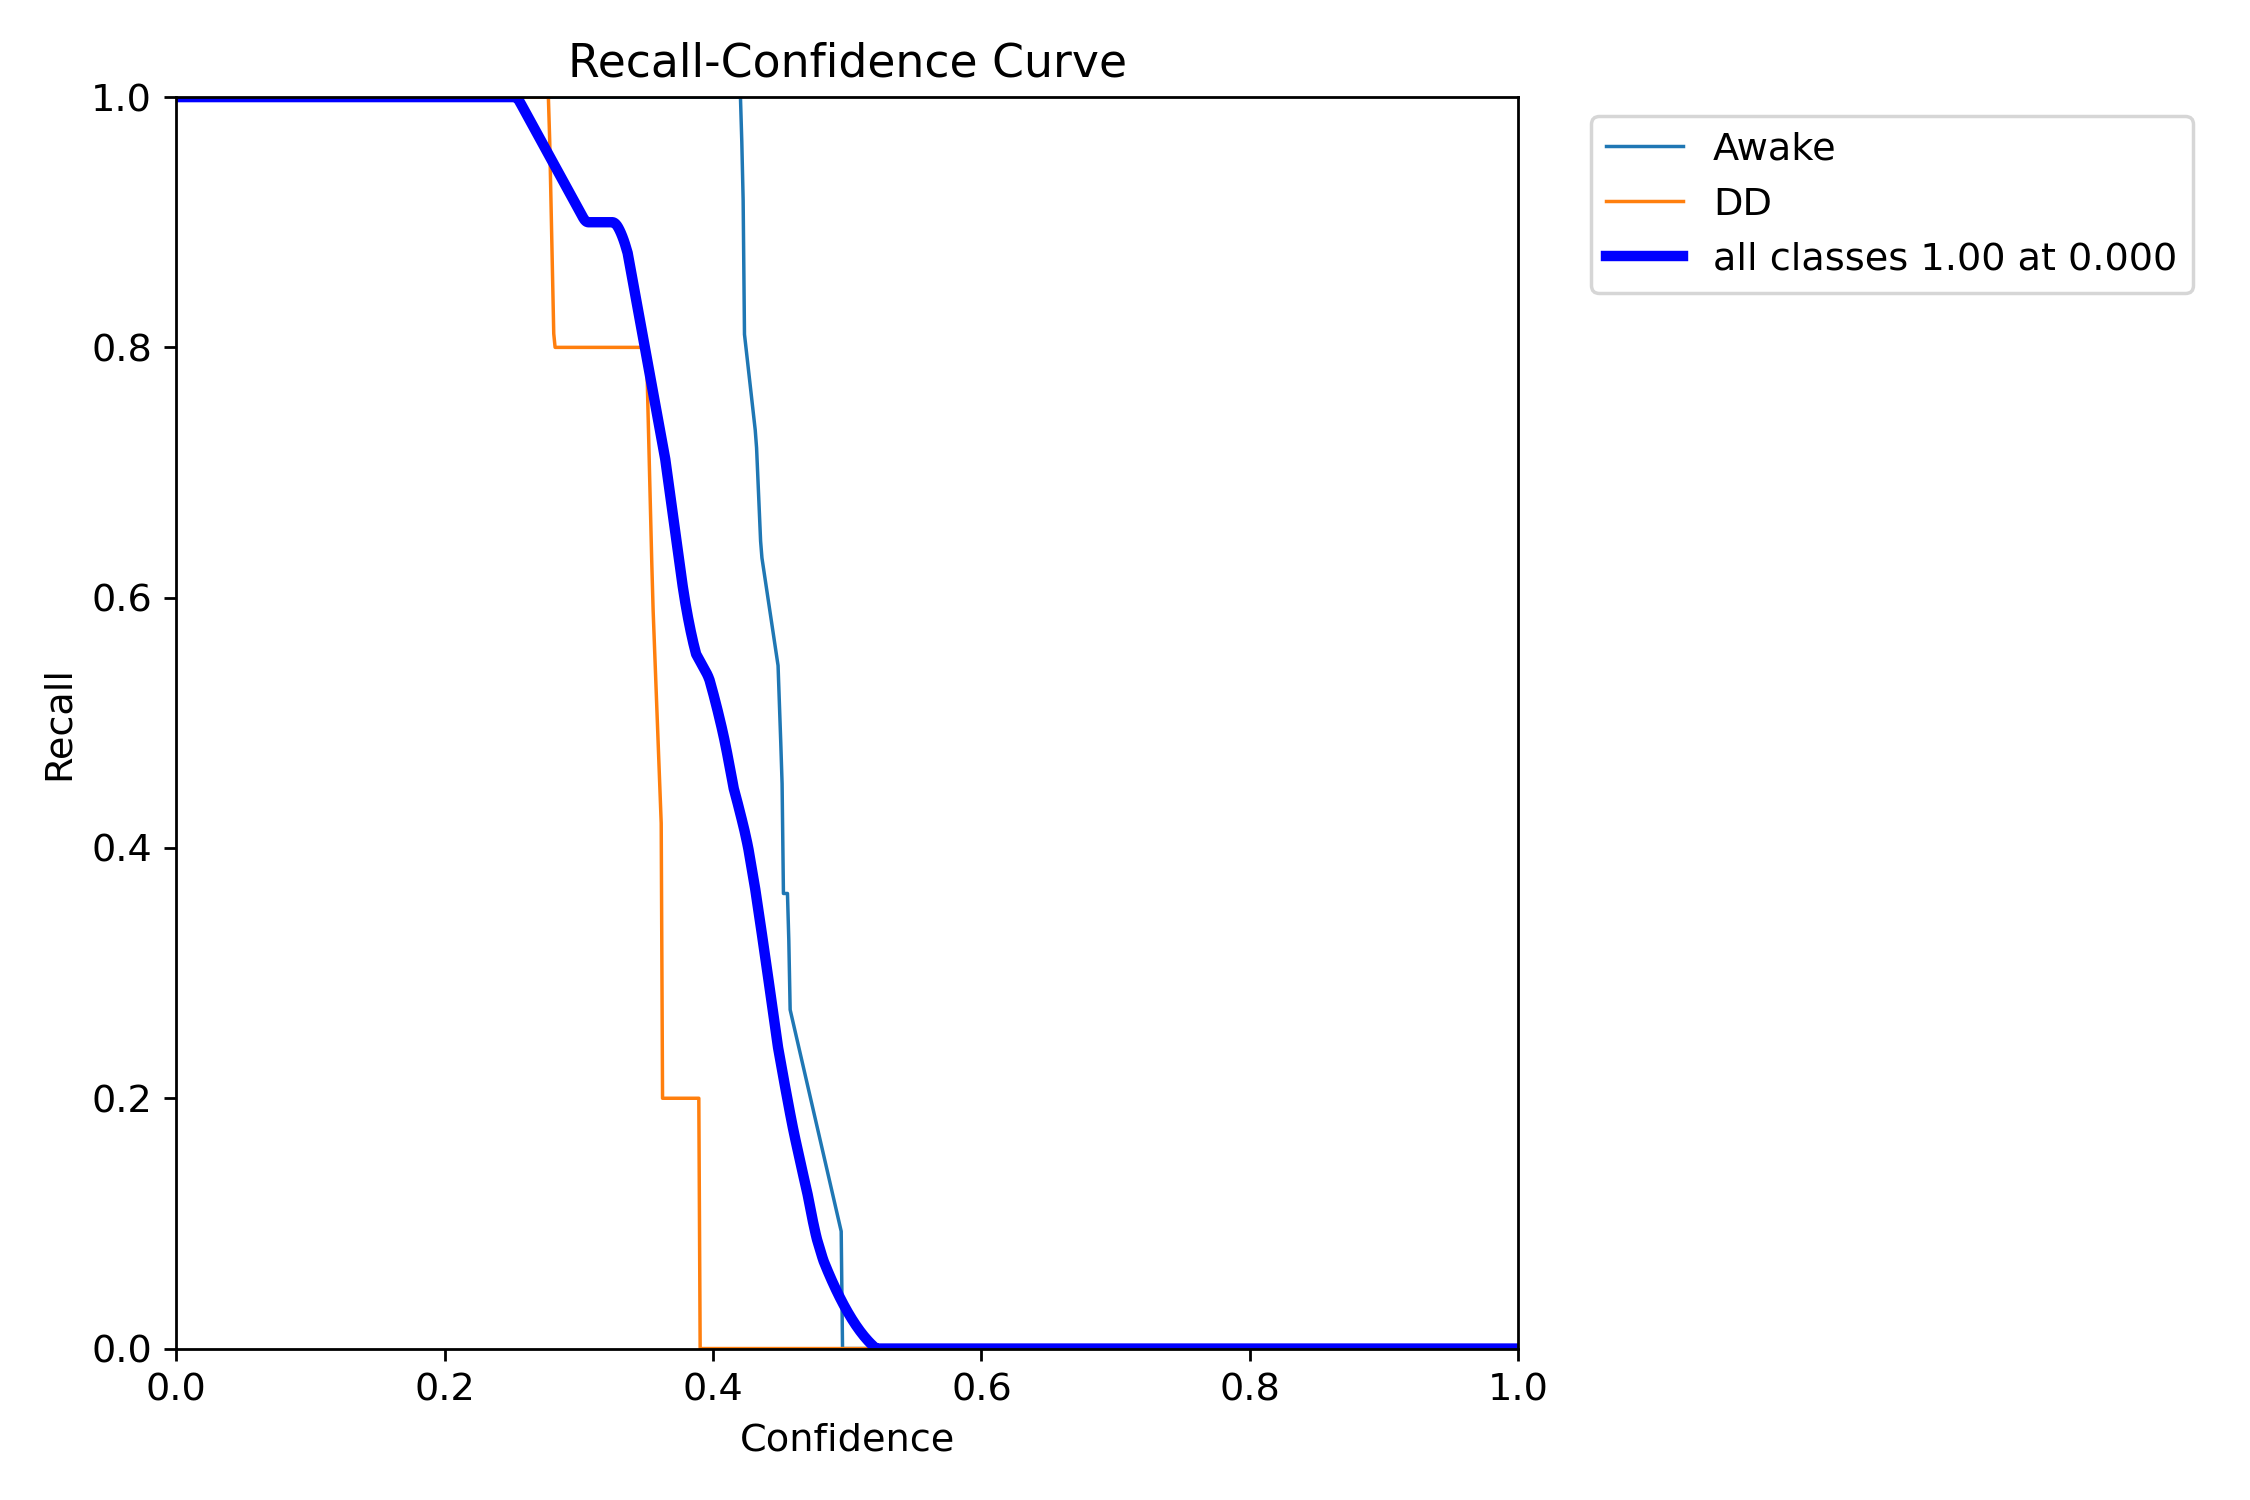 Recall-Confidence Curve
1.0
0.8
0.6
0.4
0.2
0.0
Recall
0.0 0.2 0.4 0.6 0.8 1.0
Confidence
Awake
DD
all classes 1.00 at 0.000